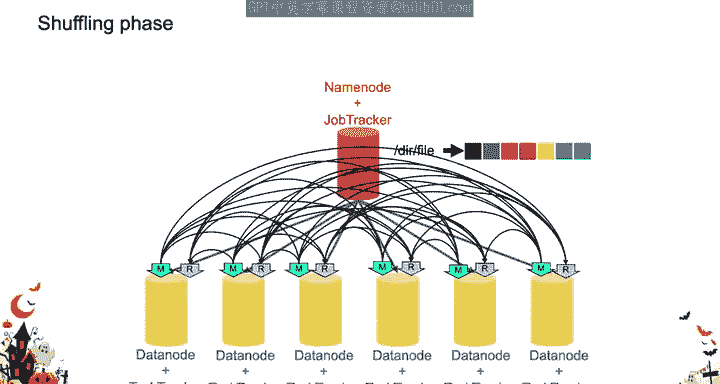 Shuffling phase
Namenode
+
JobTracker
/dir/file
M R M R M R M R M R M R
Datanode Datanode Datanode Datanode Datanode Datanode
+ + + + + +